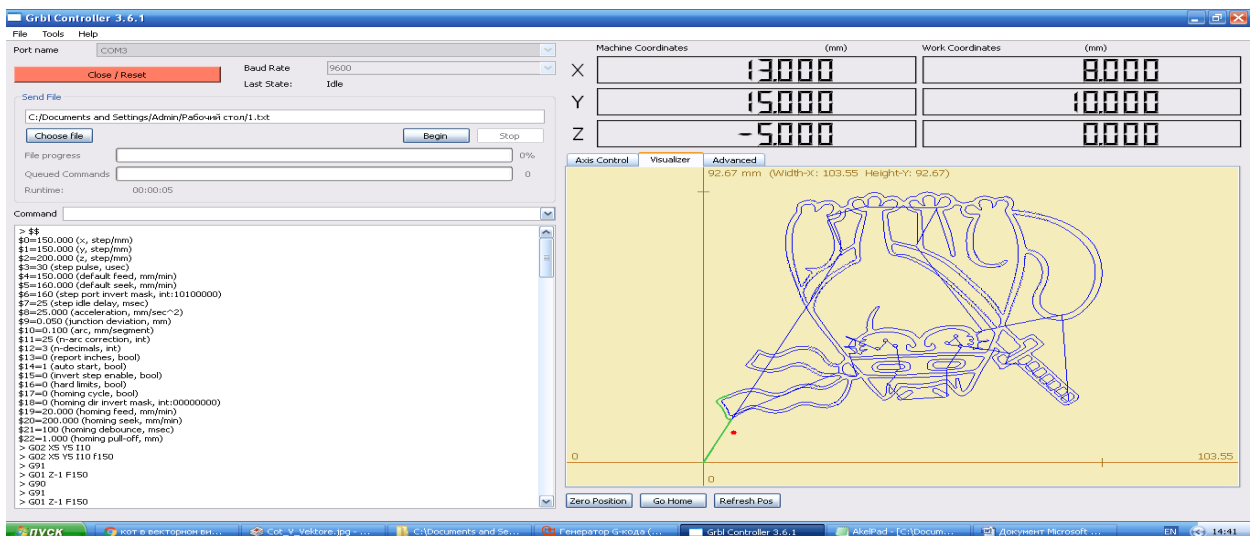 Grbl Controller 3.6.1
File Tools Help
Port name COM3
Close / Reset
Baud Rate 9600
Last State: Idle
Send File
C:/Documents and Settings/Admin/Рабочий стол/1.txt
Choose file Begin Stop
File progress 0%
Queued Commands 0
Runtime: 00:00:05
Command
> $$
$0=150.000 (x, step/mm)
$1=150.000 (y, step/mm)
$2=200.000 (z, step/mm)
$3=30 (step pulse, usec)
$4=150.000 (default feed, mm/min)
$5=160.000 (default seek, mm/min)
$6=160 (step port invert mask, int:10100000)
$7=25 (step idle delay, msec)
$8=25.000 (acceleration, mm/sec^2)
$9=0.050 (junction deviation, mm)
$10=0.100 (arc, mm/segment)
$11=25 (n-arc correction, int)
$12=3 (n-decimals, int)
$13=0 (report inches, bool)
$14=1 (auto start, bool)
$15=0 (invert step enable, bool)
$16=0 (hard limits, bool)
$17=0 (homing cycle, bool)
$18=0 (homing dir invert mask, int:00000000)
$19=20.000 (homing feed, mm/min)
$20=200.000 (homing seek, mm/min)
$21=100 (homing debounce, msec)
$22=1.000 (homing pull-off, mm)
> G02 X5 Y5 I10
> G02 X5 Y5 I10 f150
> G91
> G01 Z-1 F150
> G90
> G91
> G01 Z-1 F150
Machine Coordinates (mm) Work Coordinates (mm)
X 13.000 8.000
Y 15.000 10.000
Z -5.000 0.000
Axis Control Visualizer Advanced
92.67 mm (Width-X: 103.55 Height-Y: 92.67)
0 103.55
0
Zero Position Go Home Refresh Pos
пуск кот в векторнои ви... Cot_V_Vektore.jpg - ... C:\Documents and Se... Генератор G-кода (... Grbl Controller 3.6.1 AkelPad - [C:\Docum... Документ Microsoft ... EN 14:41